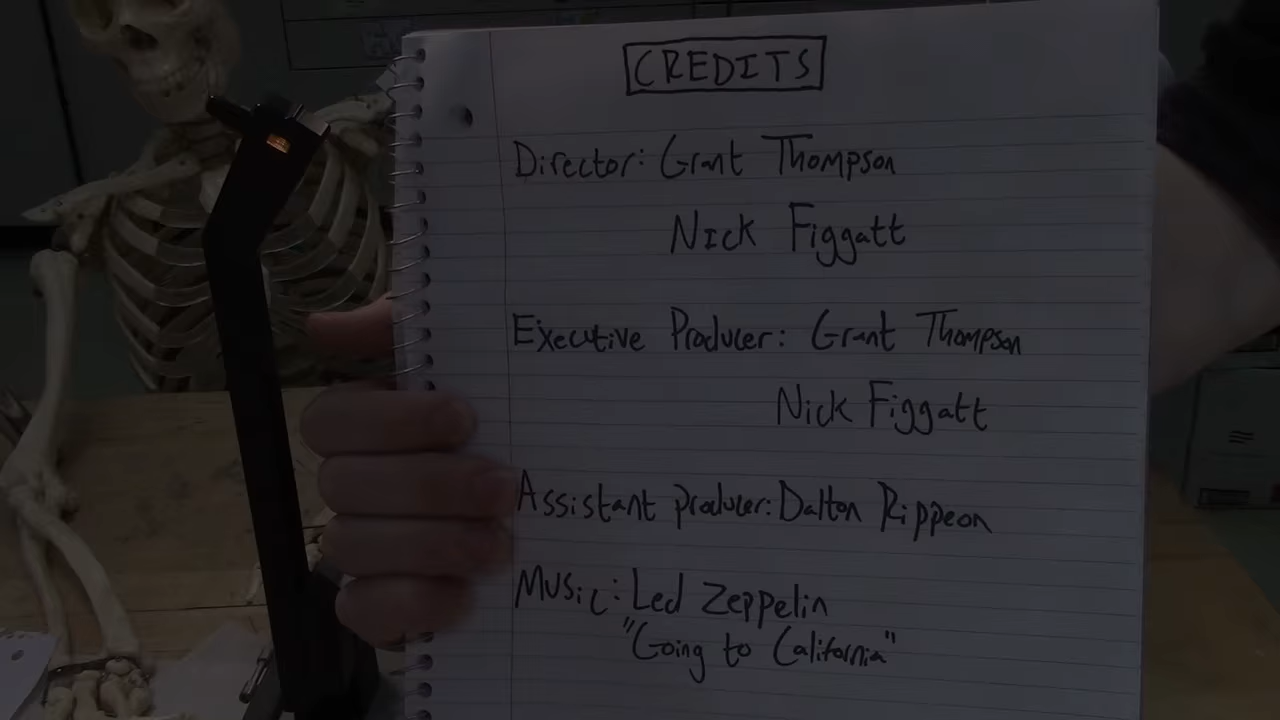 CREDITS
Director: Grant Thompson
Nick Figgatt
Executive Producer: Grant Thompson
Nick Figgatt
Assistant producer: Dalton Rippeon
Music: Led Zeppelin
"Going to California"